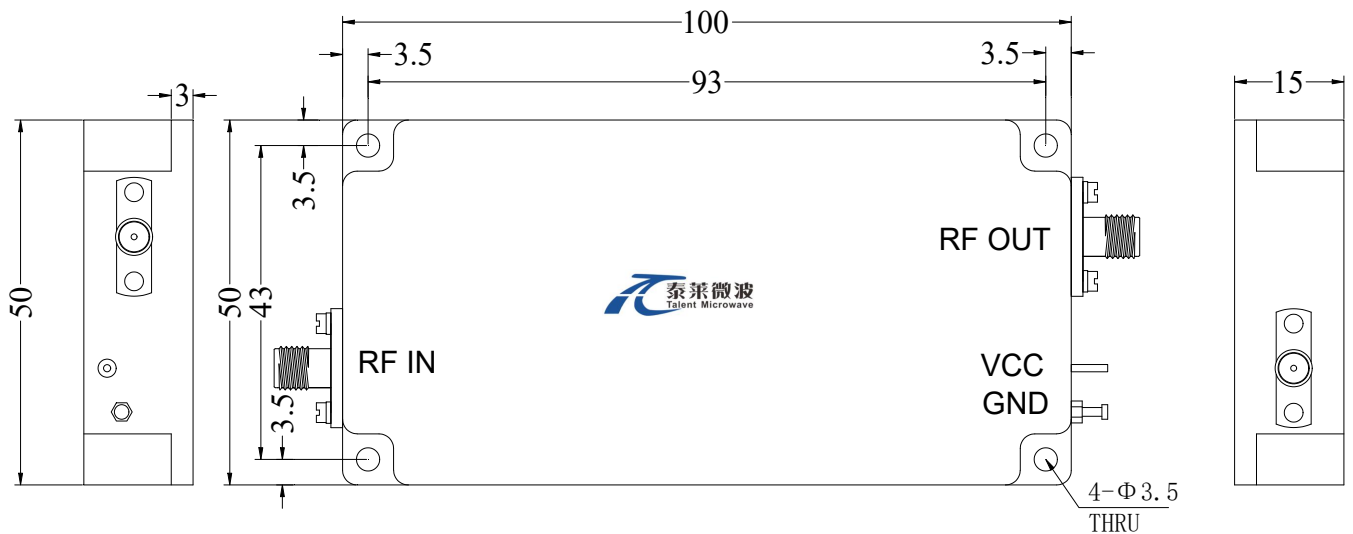 100
3.5
3.5
93
3
15
50
50
43
3.5
3.5
RF OUT
泰莱微波
Talent Microwave
RF IN
VCC
GND
4-Φ3.5
THRU